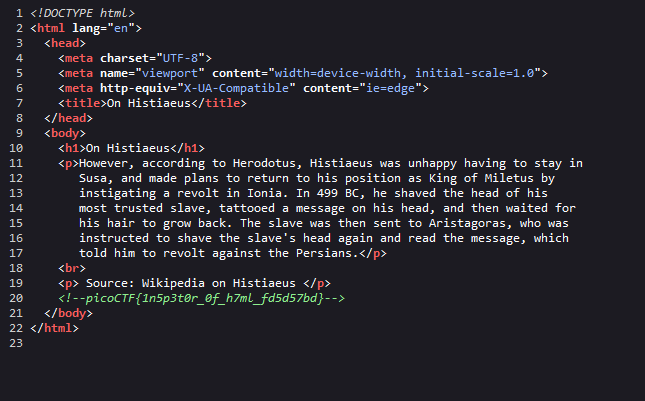 1 <!DOCTYPE html>
2 <html lang="en">
3   <head>
4     <meta charset="UTF-8">
5     <meta name="viewport" content="width=device-width, initial-scale=1.0">
6     <meta http-equiv="X-UA-Compatible" content="ie=edge">
7     <title>On Histiaeus</title>
8   </head>
9   <body>
10     <h1>On Histiaeus</h1>
11     <p>However, according to Herodotus, Histiaeus was unhappy having to stay in
12        Susa, and made plans to return to his position as King of Miletus by
13        instigating a revolt in Ionia. In 499 BC, he shaved the head of his
14        most trusted slave, tattooed a message on his head, and then waited for
15        his hair to grow back. The slave was then sent to Aristagoras, who was
16        instructed to shave the slave's head again and read the message, which
17        told him to revolt against the Persians.</p>
18     <br>
19     <p> Source: Wikipedia on Histiaeus </p>
20     <!--picoCTF{1n5p3t0r_0f_h7ml_fd5d57bd}-->
21   </body>
22 </html>
23